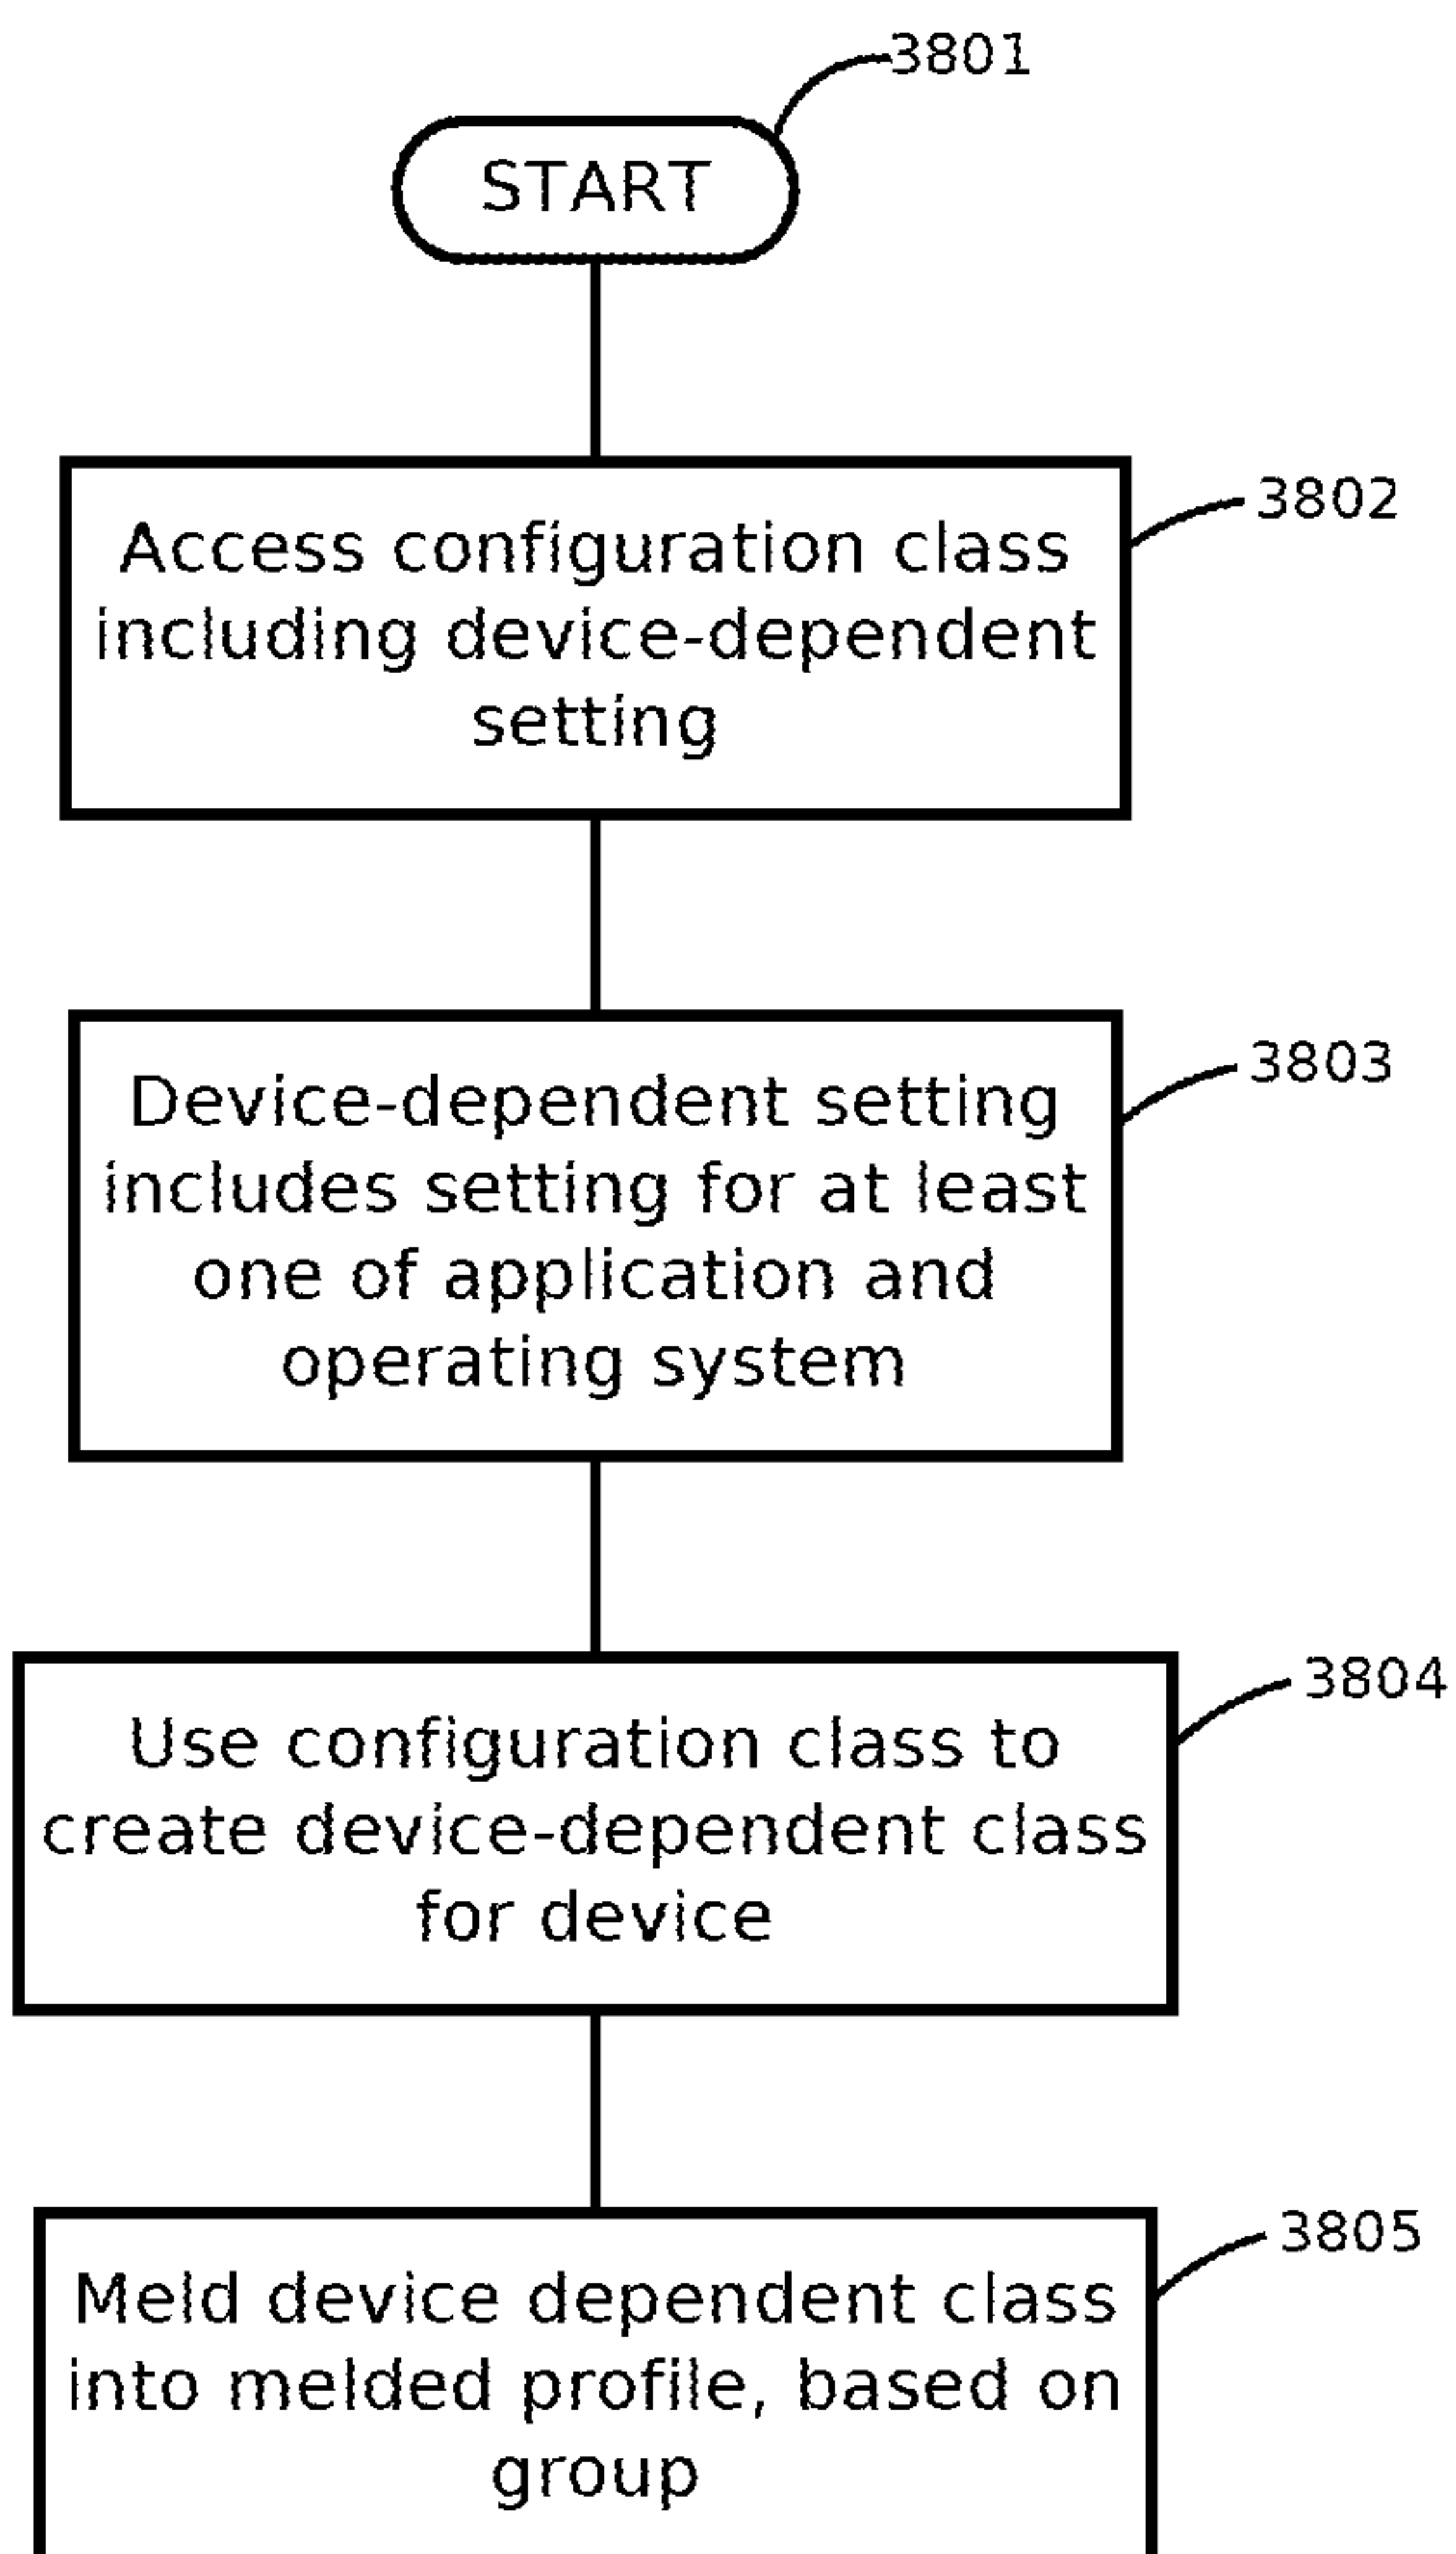 3801
START
3802
Access configuration class
including device-dependent
setting
3803
Device-dependent setting
includes setting for at least
one of application and
operating system
3804
Use configuration class to
create device-dependent class
for device
3805
Meld device dependent class
into melded profile, based on
group